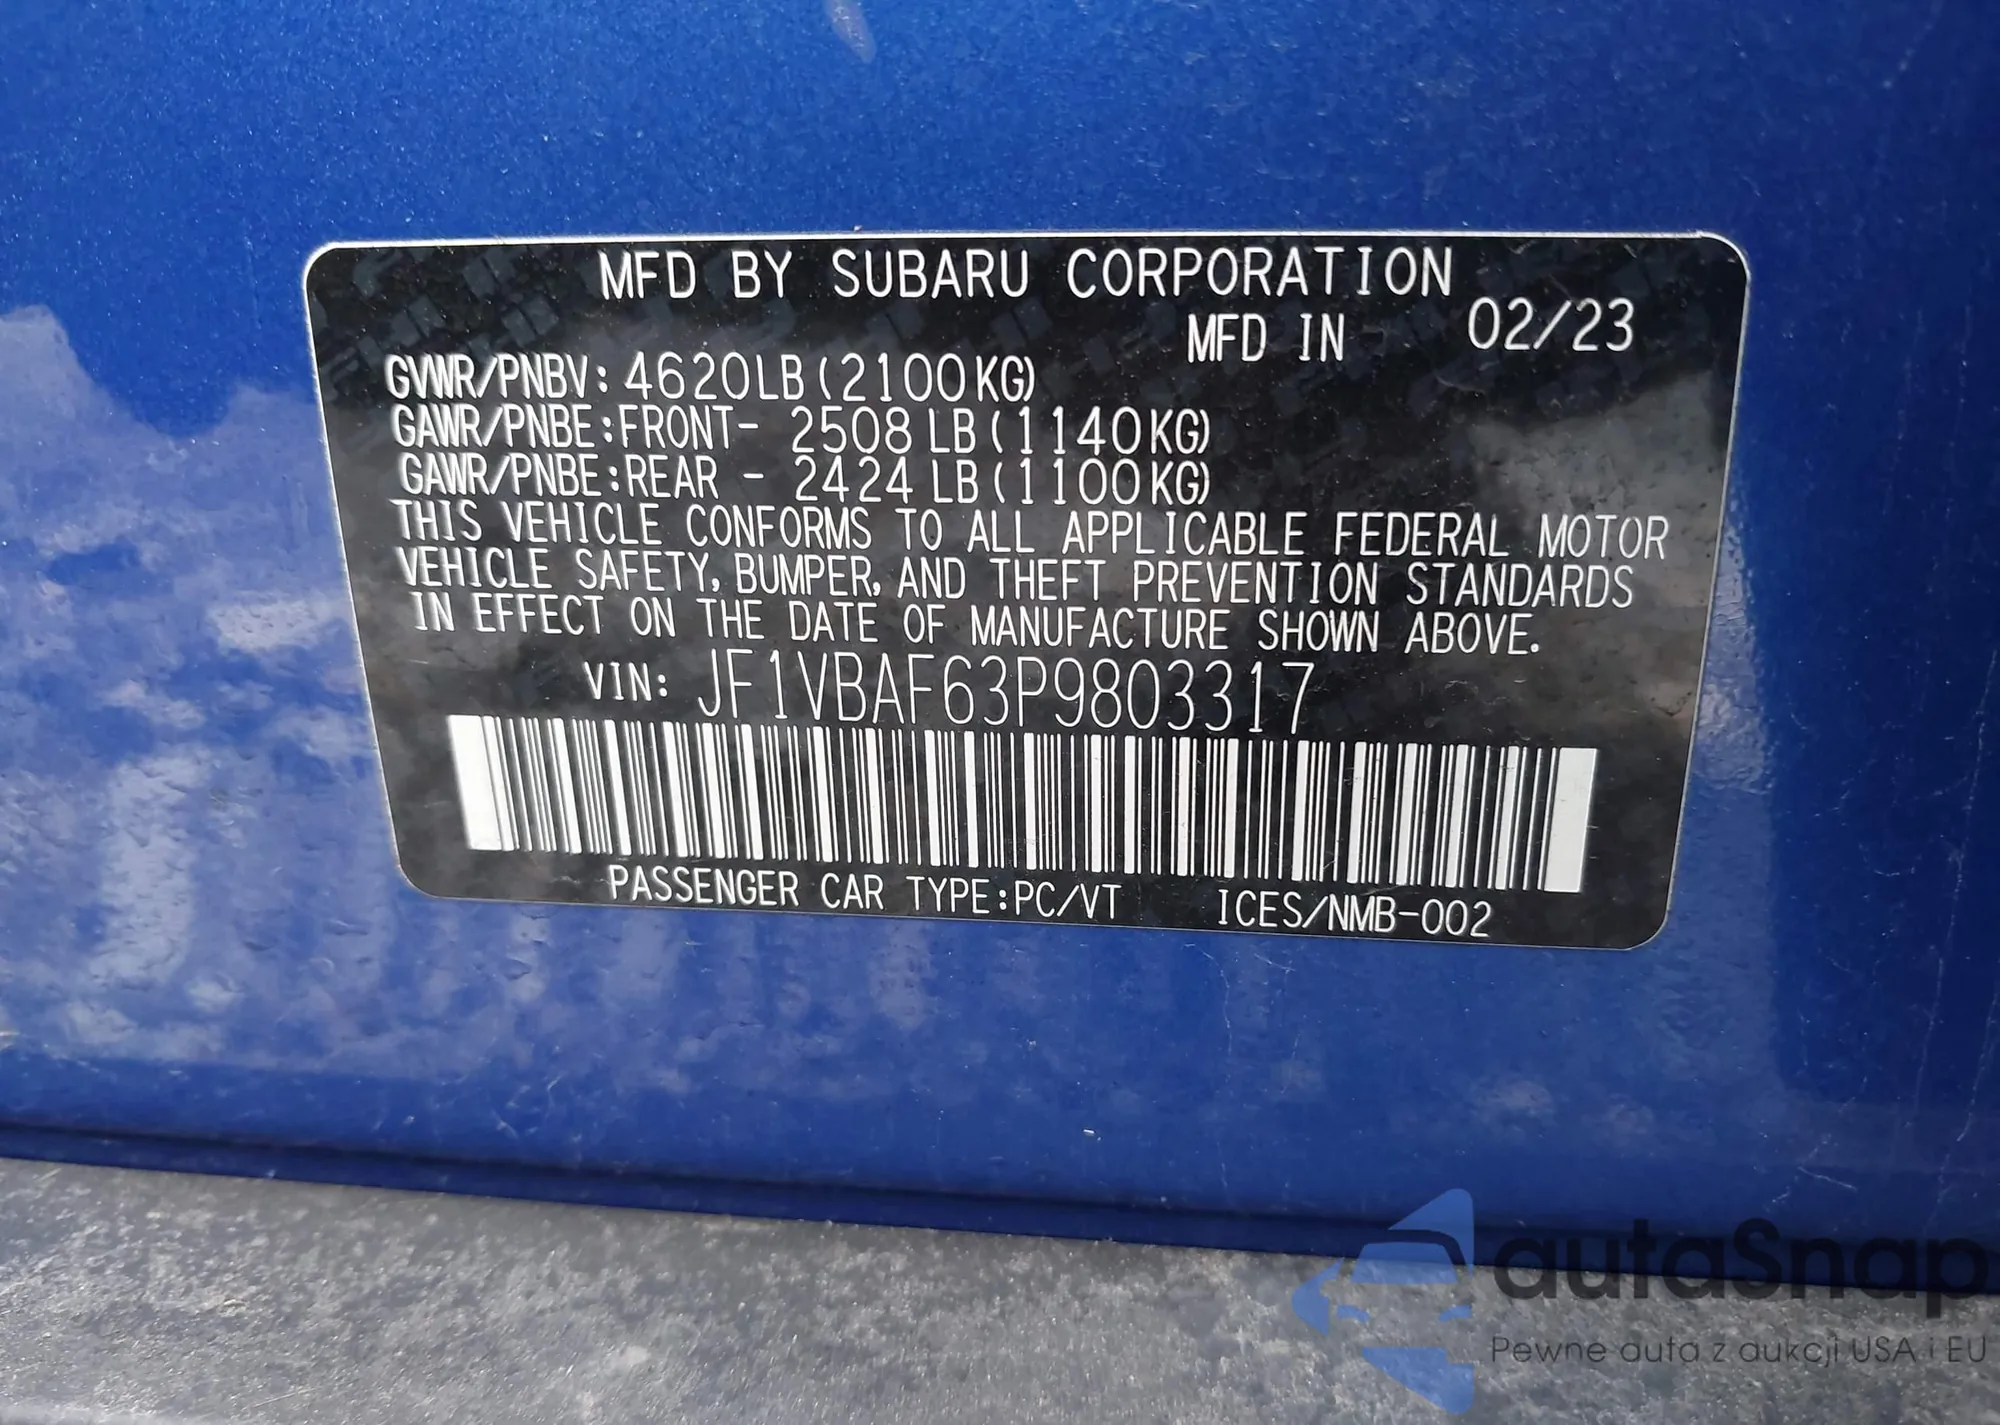 MFD BY SUBARU CORPORATION
MFD IN 02/23
GVWR/PNBV: 4620LB (2100KG)
GAWR/PNBE:FRONT- 2508 LB (1140KG)
GAWR/PNBE:REAR - 2424 LB (1100KG)
THIS VEHICLE CONFORMS TO ALL APPLICABLE FEDERAL MOTOR
VEHICLE SAFETY, BUMPER, AND THEFT PREVENTION STANDARDS
IN EFFECT ON THE DATE OF MANUFACTURE SHOWN ABOVE.
VIN: JF1VBAF63P9803317
PASSENGER CAR TYPE:PC/VT ICES/NMB-002
autaSnap
Pewne auta z aukcji USA i EU